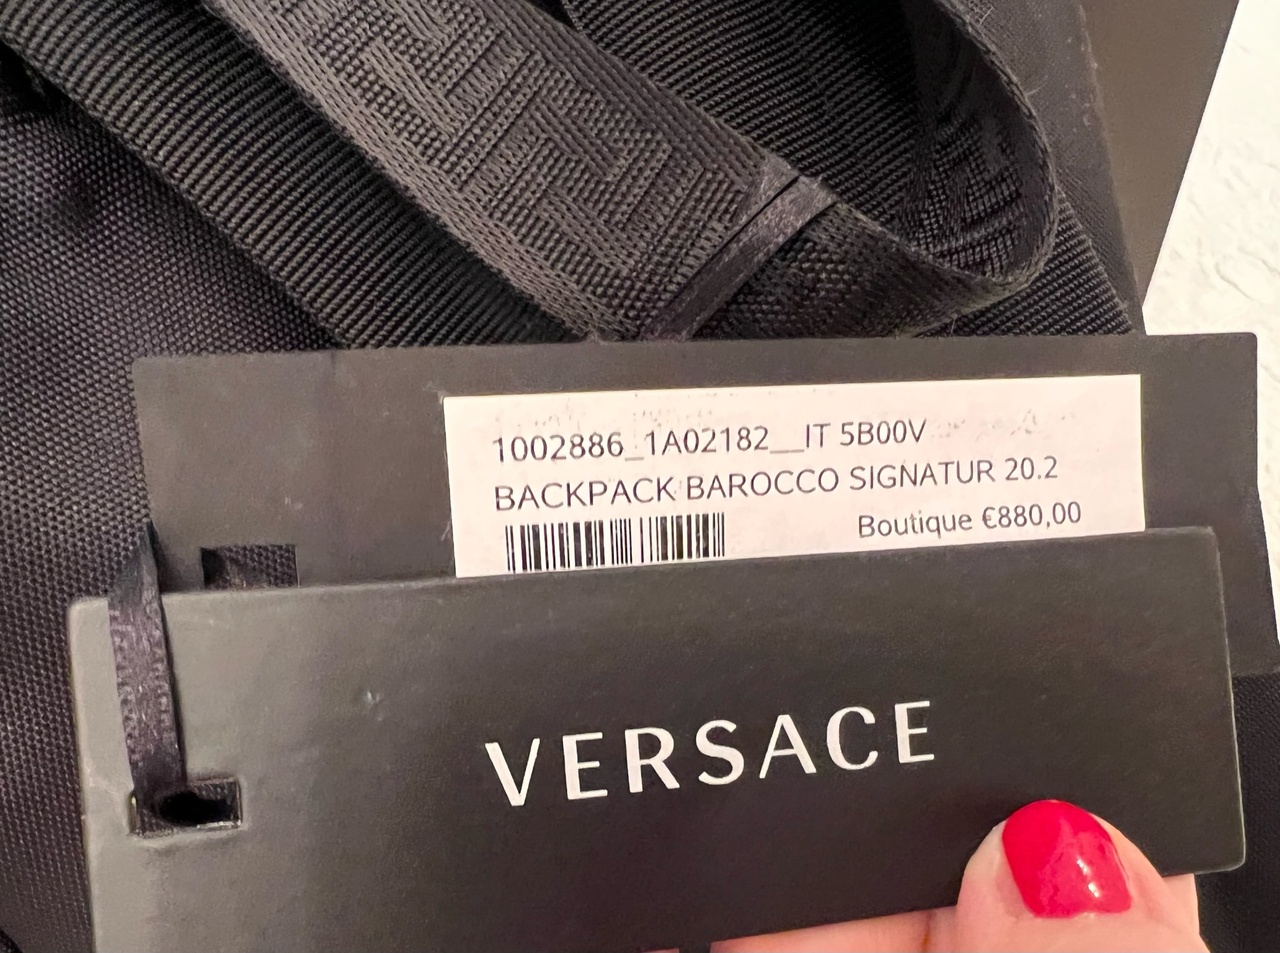 1002886_1A02182__IT 5B00V
BACKPACK BAROCCO SIGNATUR 20.2
Boutique €880,00
VERSACE